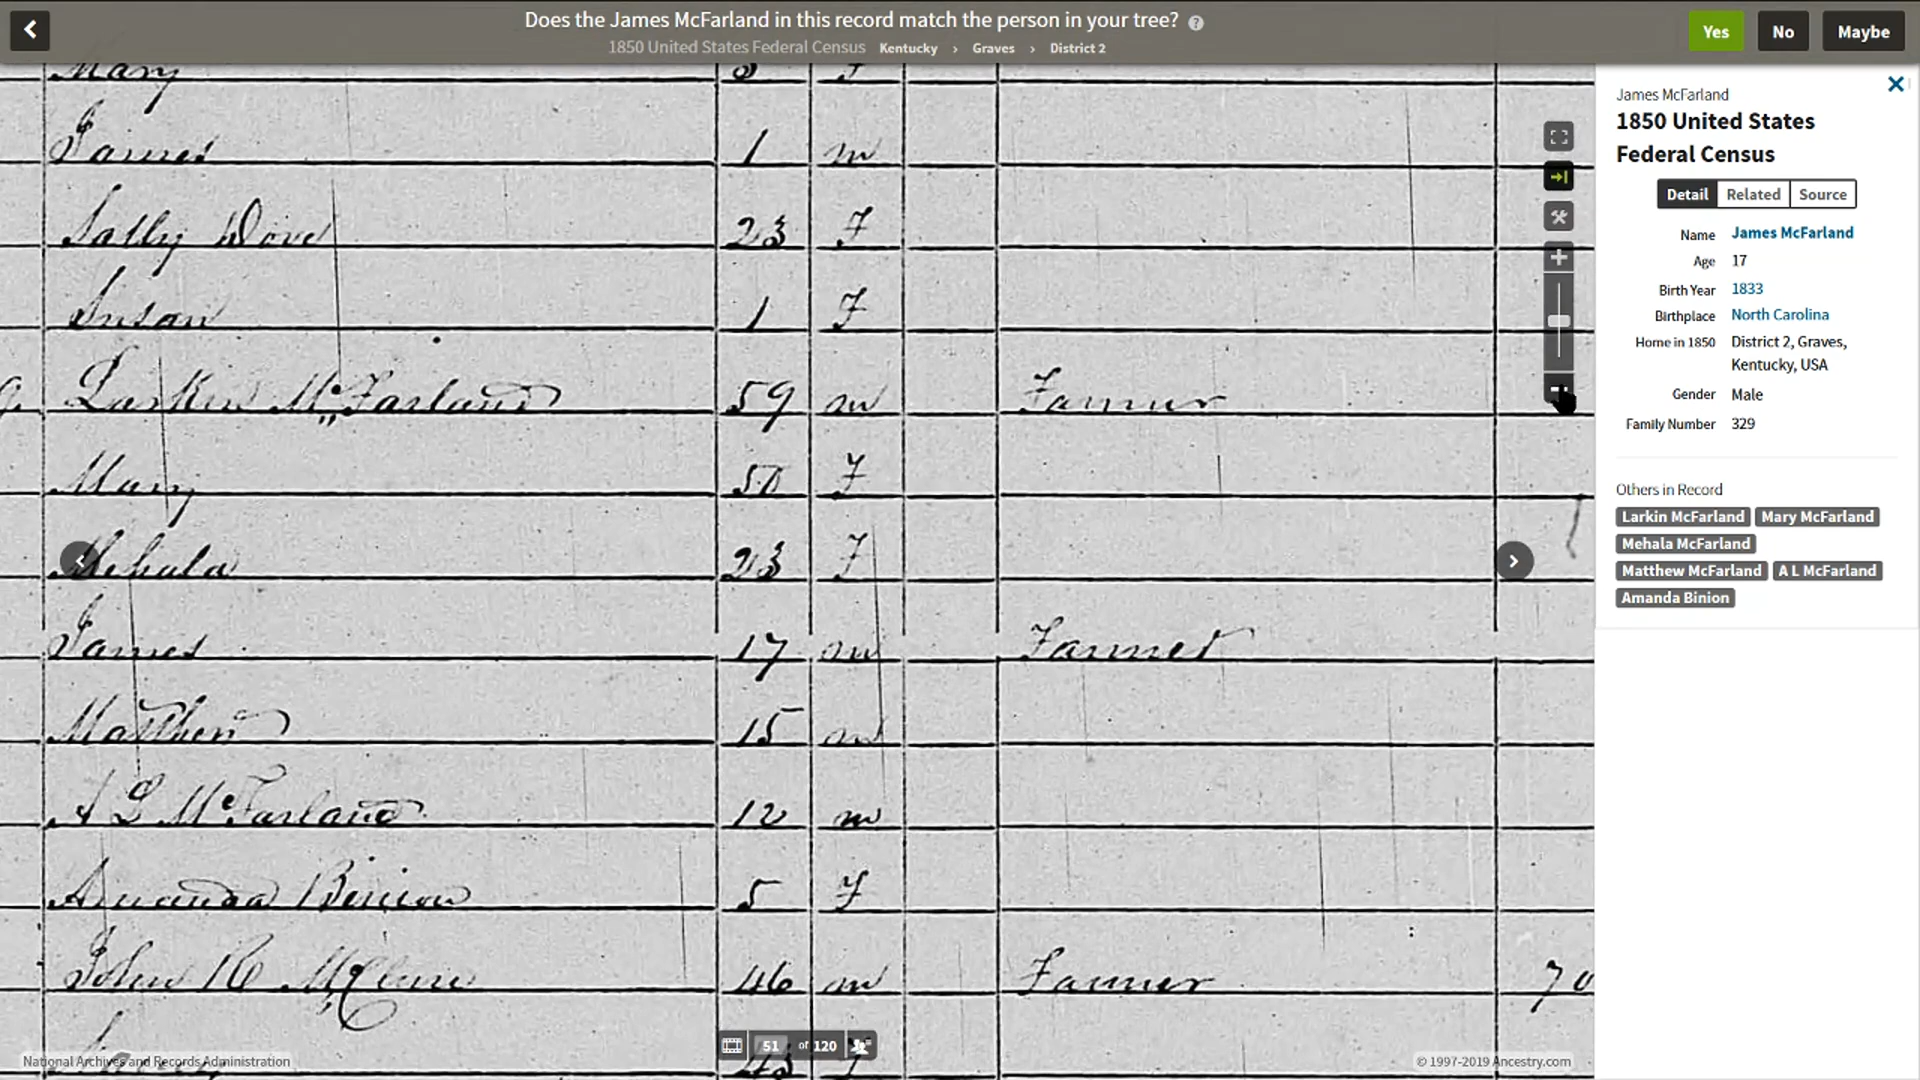 Does the James McFarland in this record match the person in your tree? ?
1850 United States Federal Census Kentucky › Graves › District 2
Yes No Maybe
Mary 3 F
James 1 m
Sally Dove 23 F
Susan 1 F
Larkin McFarland 59 m Farmer
Mary 50 F
Mehala 23 F
James 17 m Farmer
Matthew 15 m
A L McFarland 12 m
Amanda Binion 5 F
John R McClure 46 m Farmer 70
51 of 120
National Archives and Records Administration
© 1997-2019 Ancestry.com
James McFarland
1850 United States
Federal Census
Detail Related Source
Name James McFarland
Age 17
Birth Year 1833
Birthplace North Carolina
Home in 1850 District 2, Graves,
Kentucky, USA
Gender Male
Family Number 329
Others in Record
Larkin McFarland Mary McFarland
Mehala McFarland
Matthew McFarland A L McFarland
Amanda Binion